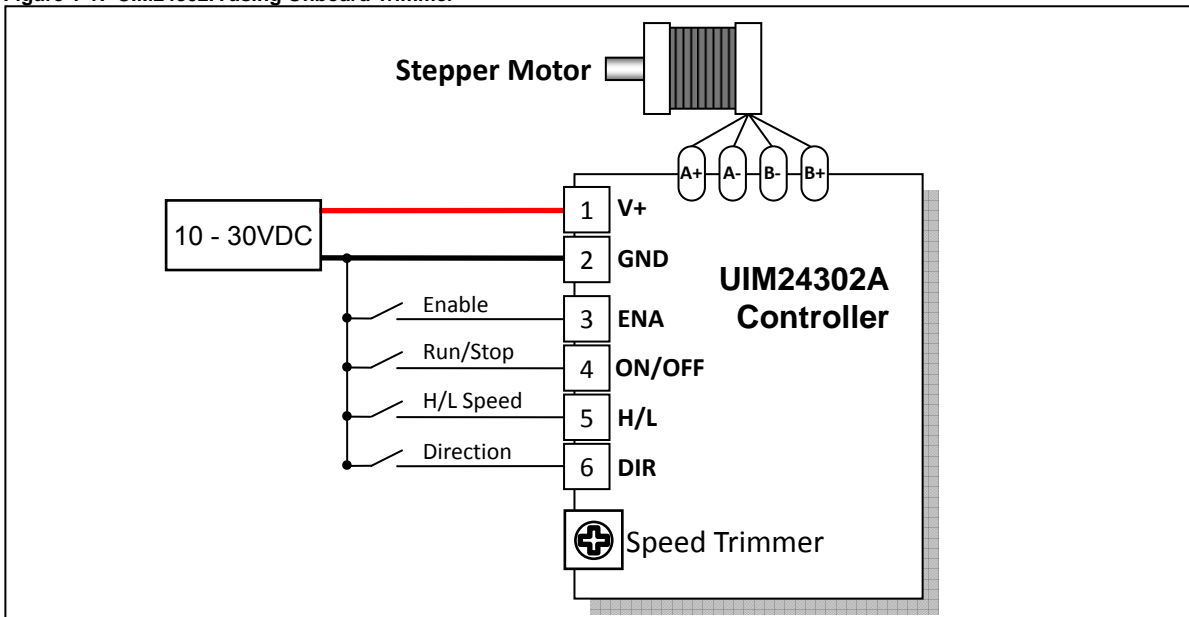 Stepper Motor
A+ A- B- B+
10 - 30VDC
1 V+
2 GND
UIM24302A
Controller
Enable
3 ENA
Run/Stop
4 ON/OFF
H/L Speed
5 H/L
Direction
6 DIR
Speed Trimmer